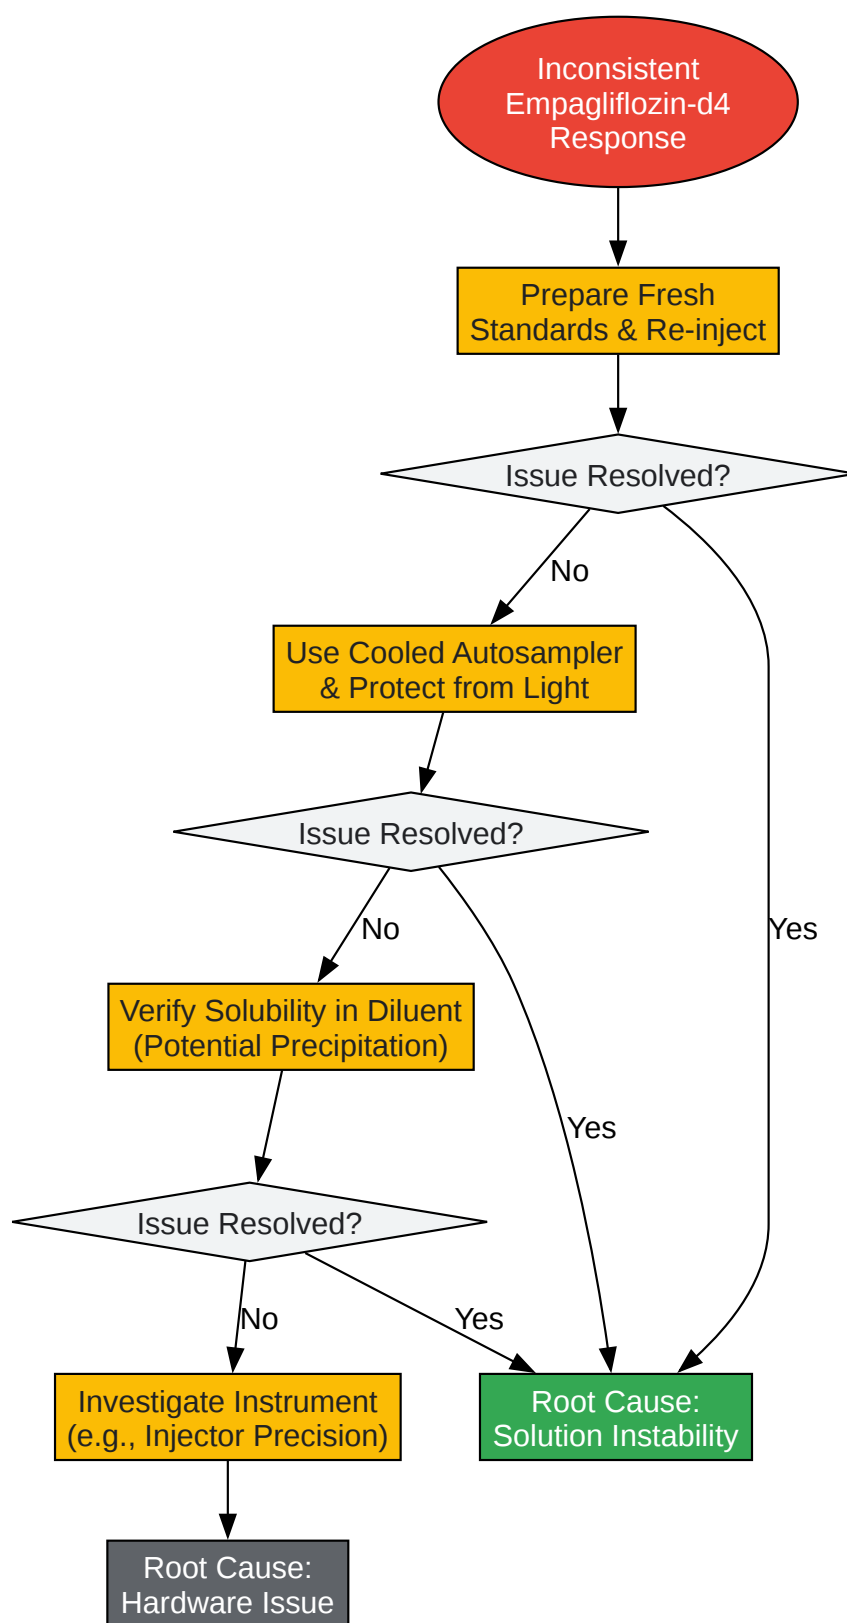 Inconsistent
Empagliflozin-d4
Response
Prepare Fresh
Standards & Re-inject
Issue Resolved?
No
Use Cooled Autosampler
& Protect from Light
Issue Resolved?
No
Yes
Verify Solubility in Diluent
(Potential Precipitation)
Yes
Issue Resolved?
No
Yes
Investigate Instrument
(e.g., Injector Precision)
Root Cause:
Solution Instability
Root Cause:
Hardware Issue